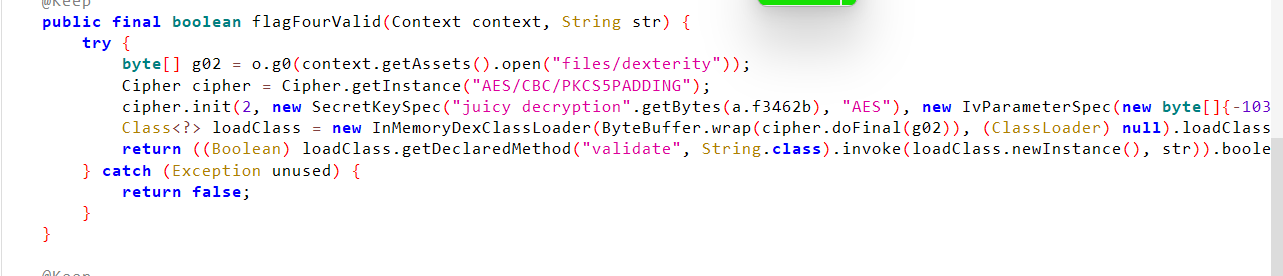 @Keep
public final boolean flagFourValid(Context context, String str) {
try {
byte[] g02 = o.g0(context.getAssets().open("files/dexterity"));
Cipher cipher = Cipher.getInstance("AES/CBC/PKCS5PADDING");
cipher.init(2, new SecretKeySpec("juicy decryption".getBytes(a.f3462b), "AES"), new IvParameterSpec(new byte[]{-103
Class<?> loadClass = new InMemoryDexClassLoader(ByteBuffer.wrap(cipher.doFinal(g02)), (ClassLoader) null).loadClass
return ((Boolean) loadClass.getDeclaredMethod("validate", String.class).invoke(loadClass.newInstance(), str)).boole
} catch (Exception unused) {
return false;
}
}
@Keep